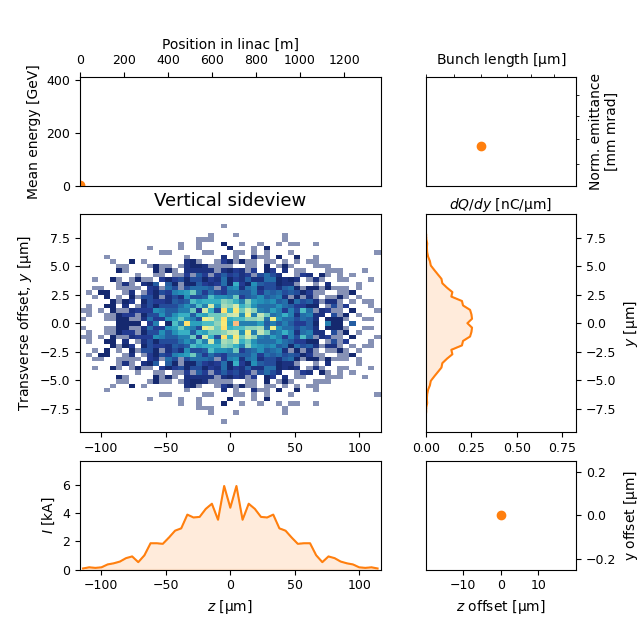 Position in linac [m]
0 200 400 600 800 1000 1200
Mean energy [GeV]
400
200
0
Bunch length [μm]
Norm. emittance
[mm mrad]
Vertical sideview
Transverse offset, y [μm]
7.5
5.0
2.5
0.0
−2.5
−5.0
−7.5
−100 −50 0 50 100
dQ/dy [nC/μm]
7.5
5.0
2.5
0.0
−2.5
−5.0
−7.5
y [μm]
0.00 0.25 0.50 0.75
I [kA]
6
4
2
0
−100 −50 0 50 100
z [μm]
0.2
0.0
−0.2
y offset [μm]
−10 0 10
z offset [μm]